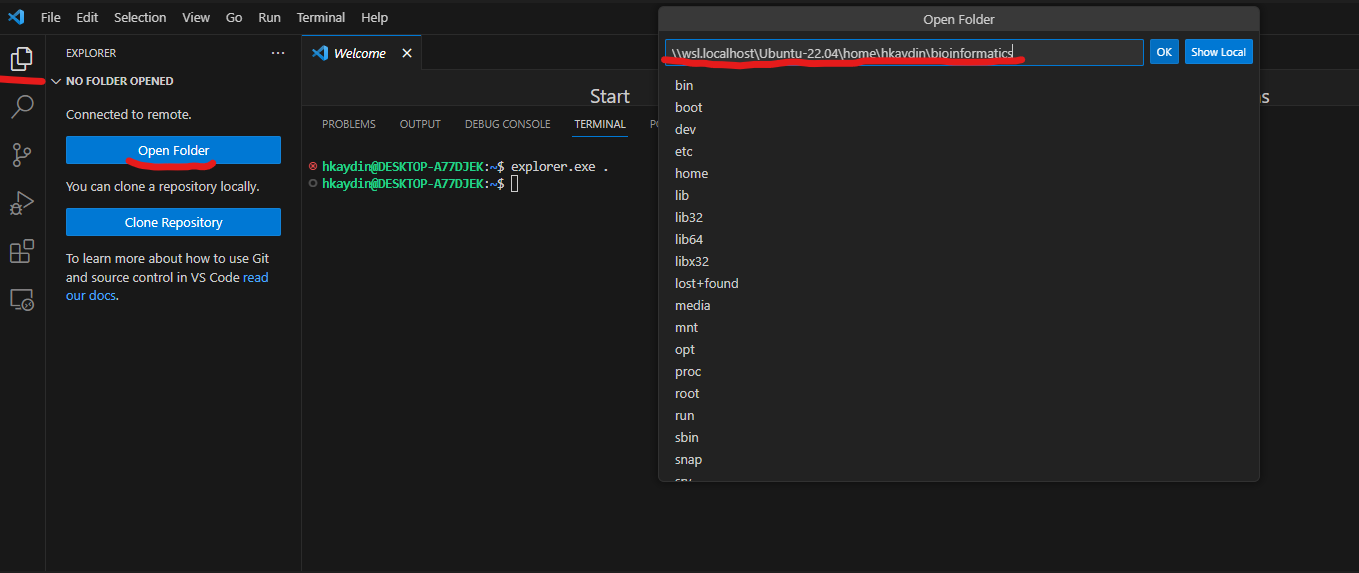 File Edit Selection View Go Run Terminal Help
Open Folder
\\wsl.localhost\Ubuntu-22.04\home\hkaydin\bioinformatics
OK
Show Local
bin
boot
dev
etc
home
lib
lib32
lib64
libx32
lost+found
media
mnt
opt
proc
root
run
sbin
snap
EXPLORER
NO FOLDER OPENED
Connected to remote.
Open Folder
You can clone a repository locally.
Clone Repository
To learn more about how to use Git
and source control in VS Code read
our docs.
Welcome
Start
PROBLEMS OUTPUT DEBUG CONSOLE TERMINAL
hkaydin@DESKTOP-A77DJEK:~$ explorer.exe .
hkaydin@DESKTOP-A77DJEK:~$